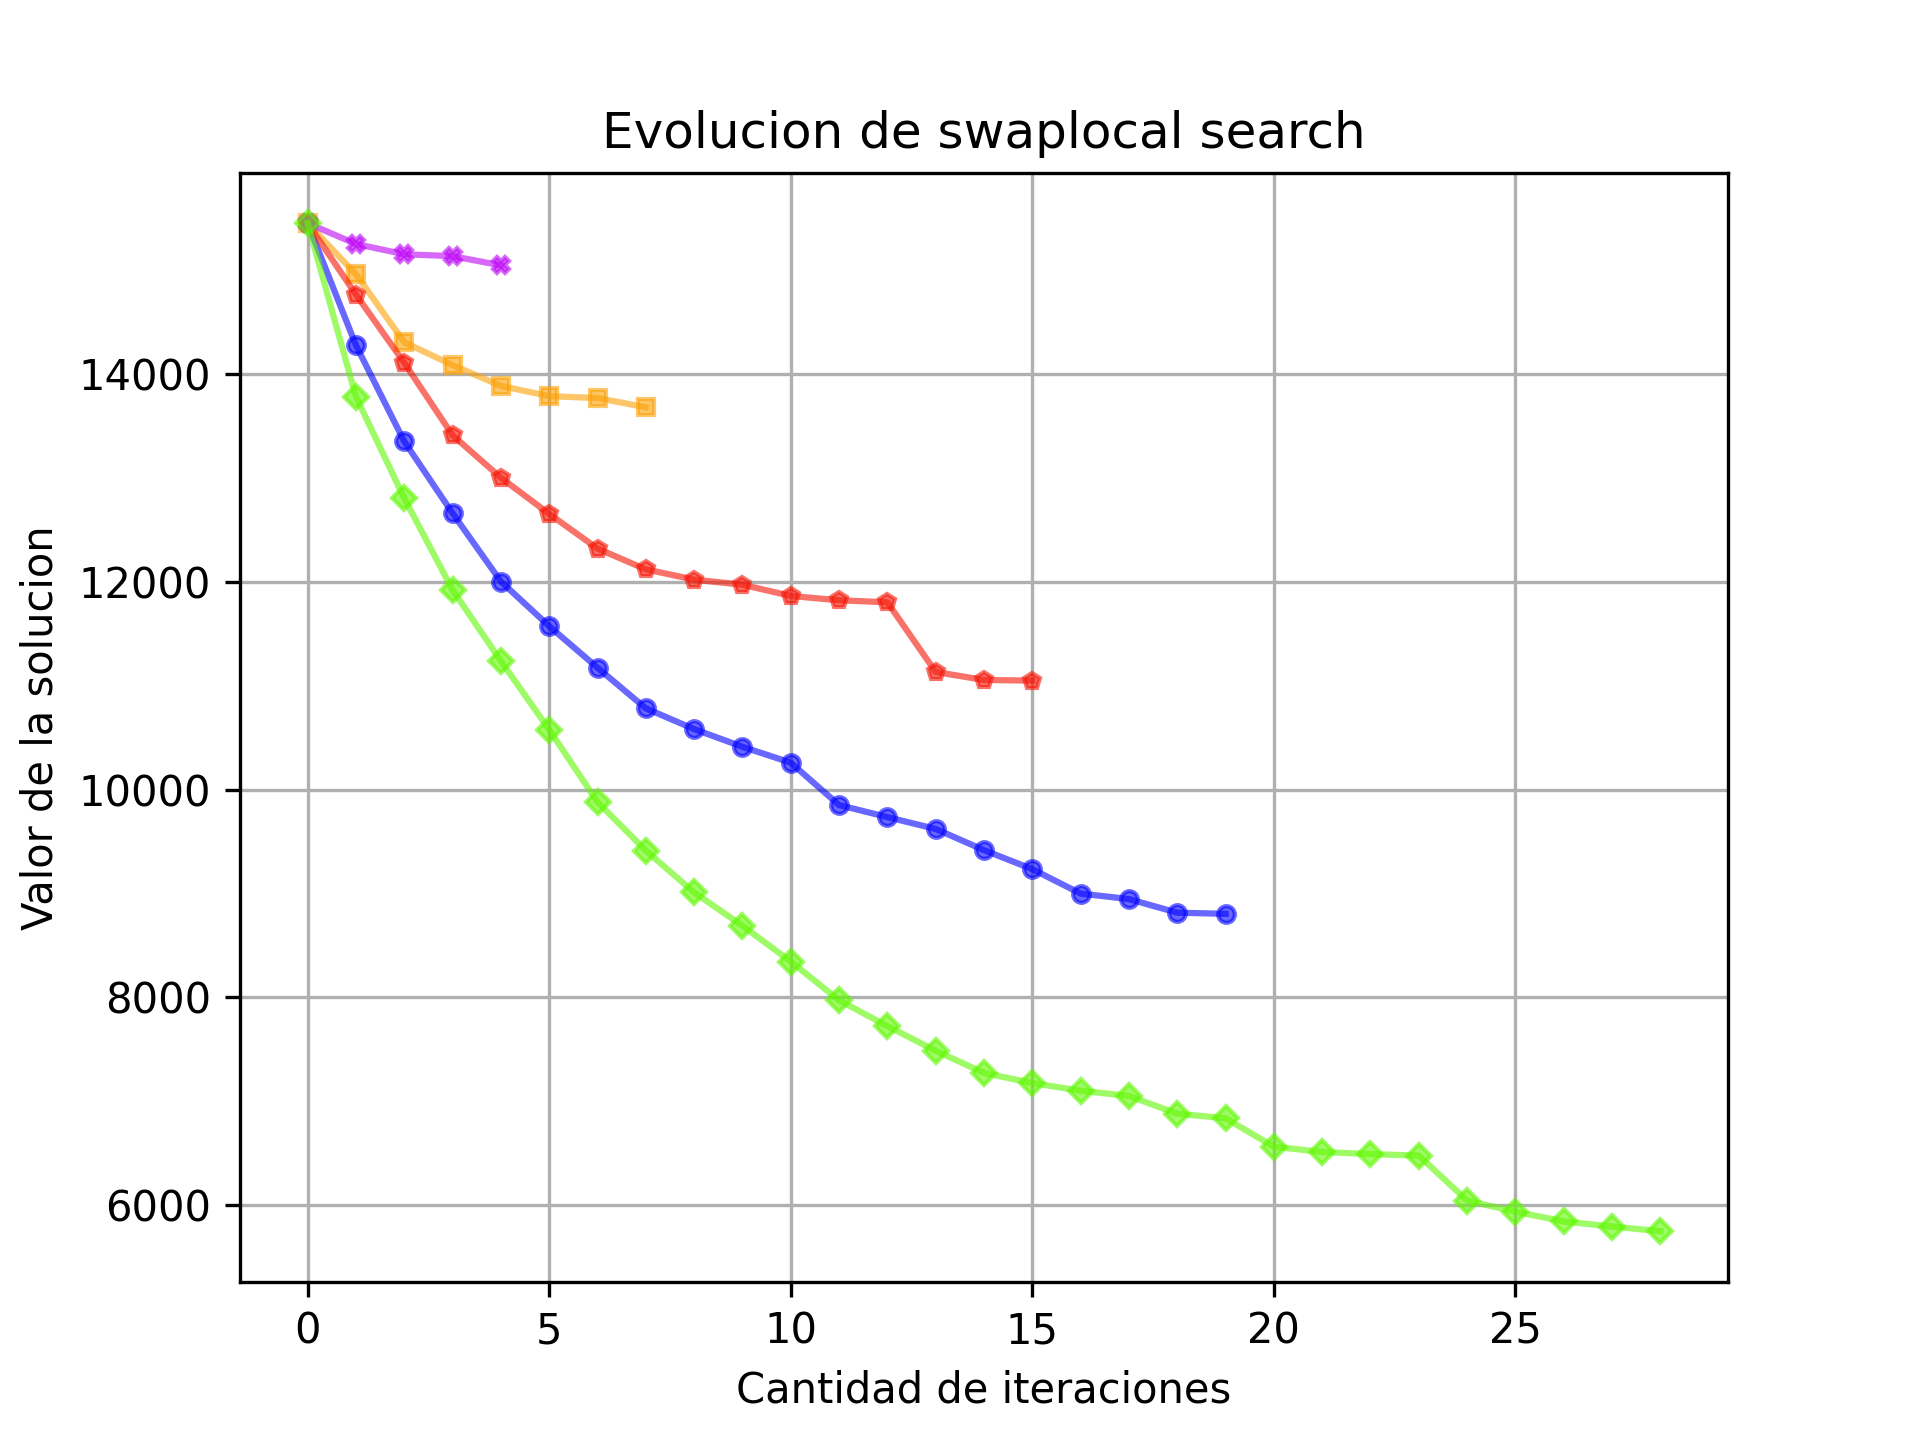 Evolucion de swaplocal search
Valor de la solucion
14000
12000
10000
8000
6000
0 5 10 15 20 25
Cantidad de iteraciones